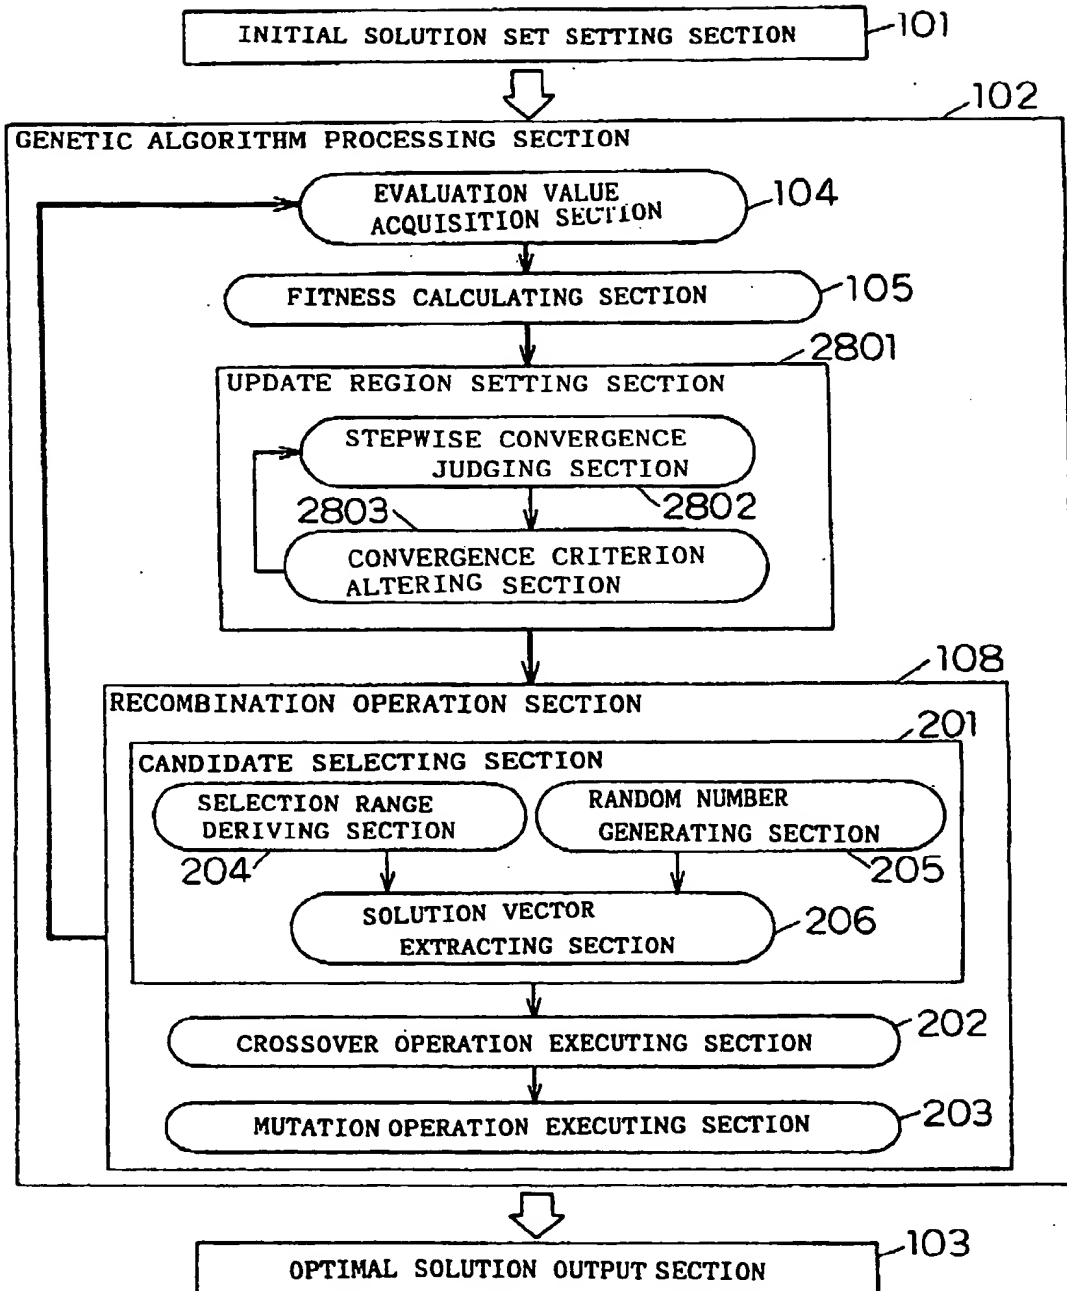 INITIAL SOLUTION SET SETTING SECTION
101
102
GENETIC ALGORITHM PROCESSING SECTION
EVALUATION VALUE
ACQUISITION SECTION
104
FITNESS CALCULATING SECTION
105
2801
UPDATE REGION SETTING SECTION
STEPWISE CONVERGENCE
JUDGING SECTION
2802
2803
CONVERGENCE CRITERION
ALTERING SECTION
108
RECOMBINATION OPERATION SECTION
201
CANDIDATE SELECTING SECTION
SELECTION RANGE
DERIVING SECTION
204
RANDOM NUMBER
GENERATING SECTION
205
SOLUTION VECTOR
EXTRACTING SECTION
206
CROSSOVER OPERATION EXECUTING SECTION
202
MUTATION OPERATION EXECUTING SECTION
203
103
OPTIMAL SOLUTION OUTPUT SECTION